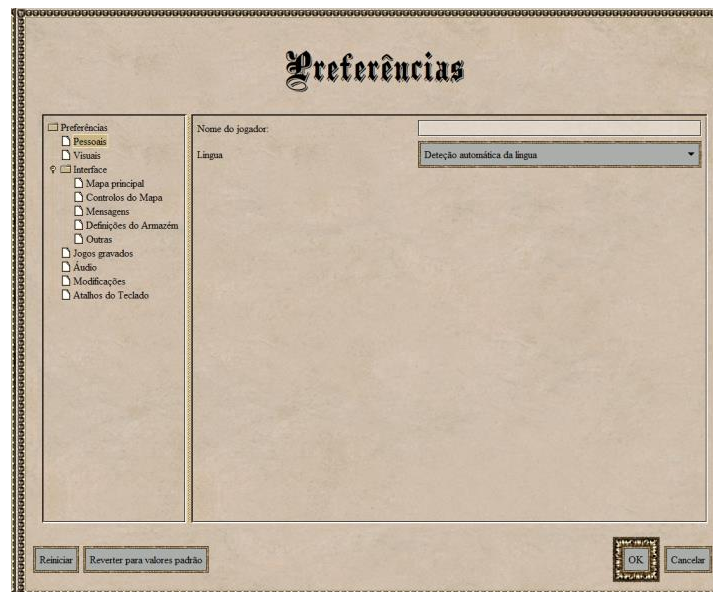 Preferências
Preferências
Pessoais
Visuais
Interface
Mapa principal
Controlos do Mapa
Mensagens
Definições do Armazém
Outras
Jogos gravados
Áudio
Modificações
Atalhos do Teclado
Nome do jogador:
Língua
Deteção automática da língua
Reiniciar
Reverter para valores padrão
OK
Cancelar